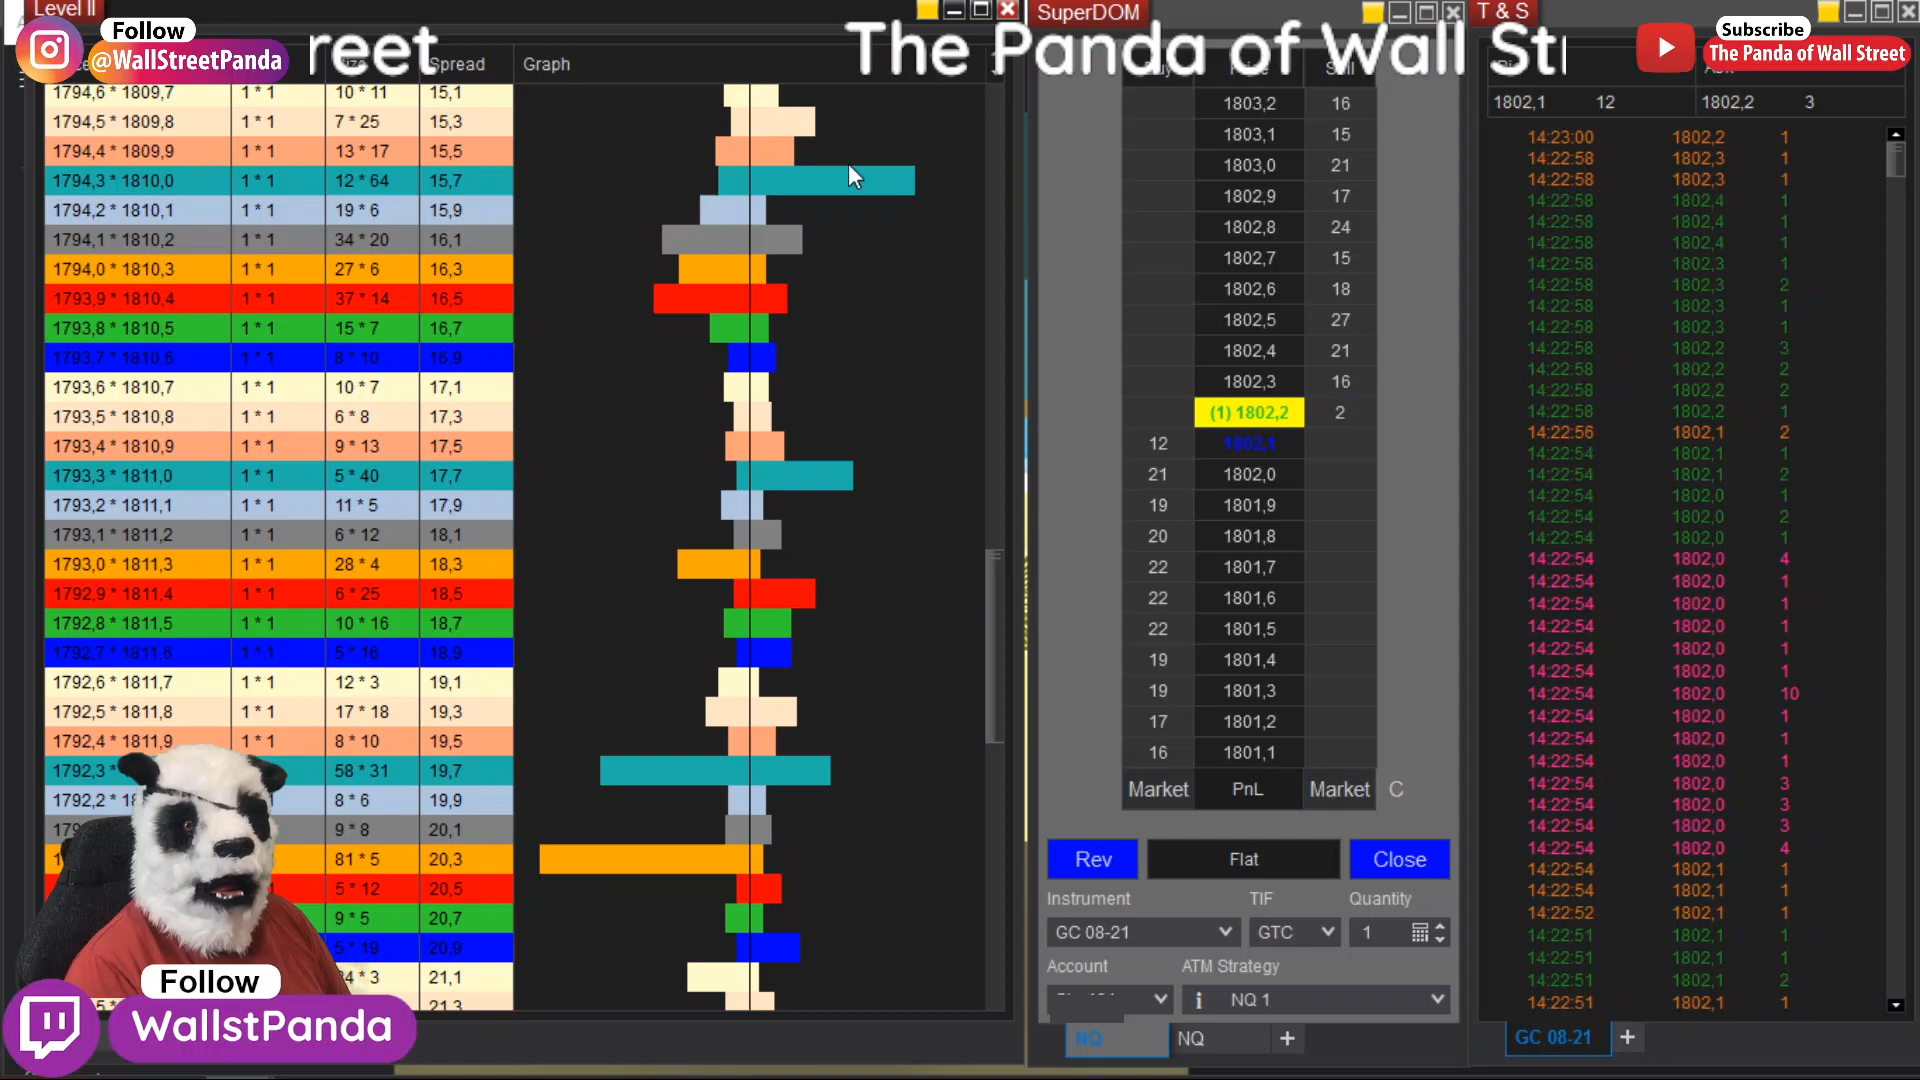 Level II
SuperDOM
T & S
Follow
@WallStreetPanda
reet
The Panda of Wall St
Subscribe
The Panda of Wall Street
Spread
Graph
1794,6 * 1809,7 1 * 1 10 * 11 15,1
1794,5 * 1809,8 1 * 1 7 * 25 15,3
1794,4 * 1809,9 1 * 1 13 * 17 15,5
1794,3 * 1810,0 1 * 1 12 * 64 15,7
1794,2 * 1810,1 1 * 1 19 * 6 15,9
1794,1 * 1810,2 1 * 1 34 * 20 16,1
1794,0 * 1810,3 1 * 1 27 * 6 16,3
1793,9 * 1810,4 1 * 1 37 * 14 16,5
1793,8 * 1810,5 1 * 1 15 * 7 16,7
1793,7 * 1810,6 1 * 1 8 * 10 16,9
1793,6 * 1810,7 1 * 1 10 * 7 17,1
1793,5 * 1810,8 1 * 1 6 * 8 17,3
1793,4 * 1810,9 1 * 1 9 * 13 17,5
1793,3 * 1811,0 1 * 1 5 * 40 17,7
1793,2 * 1811,1 1 * 1 11 * 5 17,9
1793,1 * 1811,2 1 * 1 6 * 12 18,1
1793,0 * 1811,3 1 * 1 28 * 4 18,3
1792,9 * 1811,4 1 * 1 6 * 25 18,5
1792,8 * 1811,5 1 * 1 10 * 16 18,7
1792,7 * 1811,6 1 * 1 5 * 16 18,9
1792,6 * 1811,7 1 * 1 12 * 3 19,1
1792,5 * 1811,8 1 * 1 17 * 18 19,3
1792,4 * 1811,9 1 * 1 8 * 10 19,5
1792,3 * 58 * 31 19,7
1792,2 * 8 * 6 19,9
9 * 8 20,1
81 * 5 20,3
5 * 12 20,5
9 * 5 20,7
5 * 19 20,9
4 * 3 21,1
21,3
Follow
WallstPanda
1803,2 16
1803,1 15
1803,0 21
1802,9 17
1802,8 24
1802,7 15
1802,6 18
1802,5 27
1802,4 21
1802,3 16
(1) 1802,2 2
12 1802,1
21 1802,0
19 1801,9
20 1801,8
22 1801,7
22 1801,6
22 1801,5
19 1801,4
19 1801,3
17 1801,2
16 1801,1
Market PnL Market C
Rev Flat Close
Instrument TIF Quantity
GC 08-21 GTC 1
Account ATM Strategy
i NQ 1
NQ NQ +
1802,1 12 1802,2 3
14:23:00 1802,2 1
14:22:58 1802,3 1
14:22:58 1802,3 1
14:22:58 1802,4 1
14:22:58 1802,4 1
14:22:58 1802,4 1
14:22:58 1802,3 1
14:22:58 1802,3 2
14:22:58 1802,3 1
14:22:58 1802,3 1
14:22:58 1802,2 3
14:22:58 1802,2 2
14:22:58 1802,2 2
14:22:58 1802,2 1
14:22:56 1802,1 2
14:22:54 1802,1 1
14:22:54 1802,1 2
14:22:54 1802,0 1
14:22:54 1802,0 2
14:22:54 1802,0 1
14:22:54 1802,0 4
14:22:54 1802,0 1
14:22:54 1802,0 1
14:22:54 1802,0 1
14:22:54 1802,0 1
14:22:54 1802,0 1
14:22:54 1802,0 10
14:22:54 1802,0 1
14:22:54 1802,0 1
14:22:54 1802,0 1
14:22:54 1802,0 3
14:22:54 1802,0 3
14:22:54 1802,0 3
14:22:54 1802,0 4
14:22:54 1802,1 1
14:22:54 1802,1 1
14:22:52 1802,1 1
14:22:51 1802,1 1
14:22:51 1802,1 1
14:22:51 1802,1 2
14:22:51 1802,1 1
GC 08-21 +